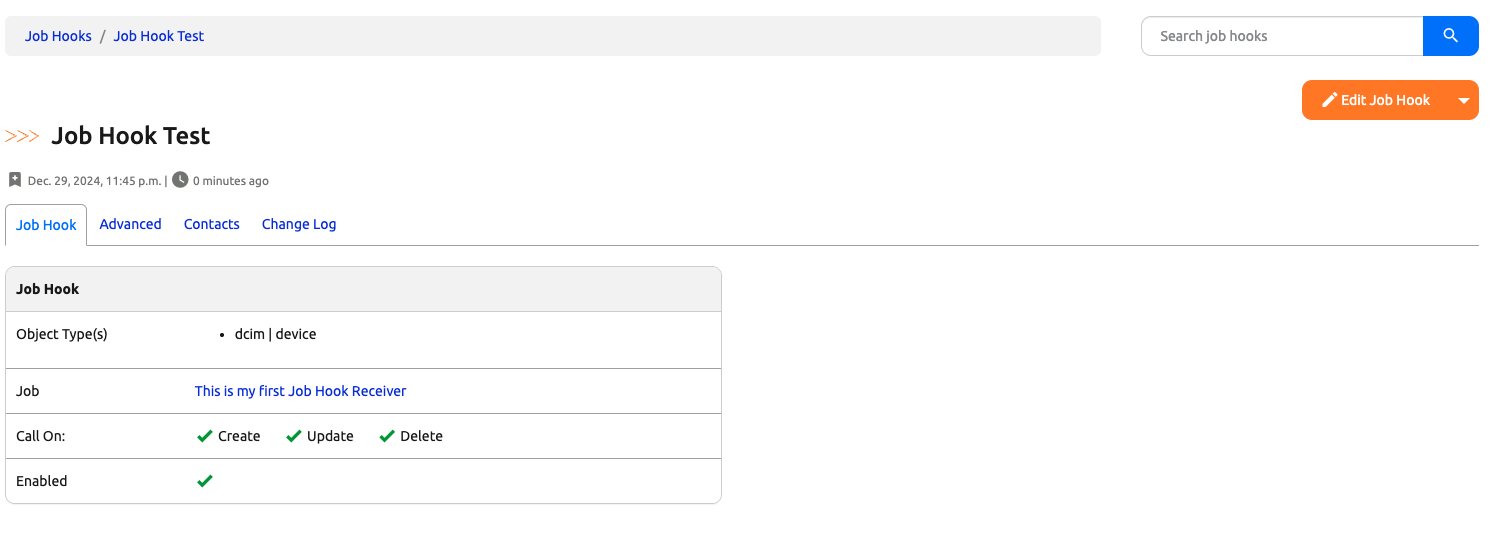 Job Hooks / Job Hook Test
Search job hooks
Edit Job Hook
>>> Job Hook Test
Dec. 29, 2024, 11:45 p.m. | 0 minutes ago
Job Hook Advanced Contacts Change Log
Job Hook
Object Type(s) • dcim | device
Job This is my first Job Hook Receiver
Call On: Create Update Delete
Enabled